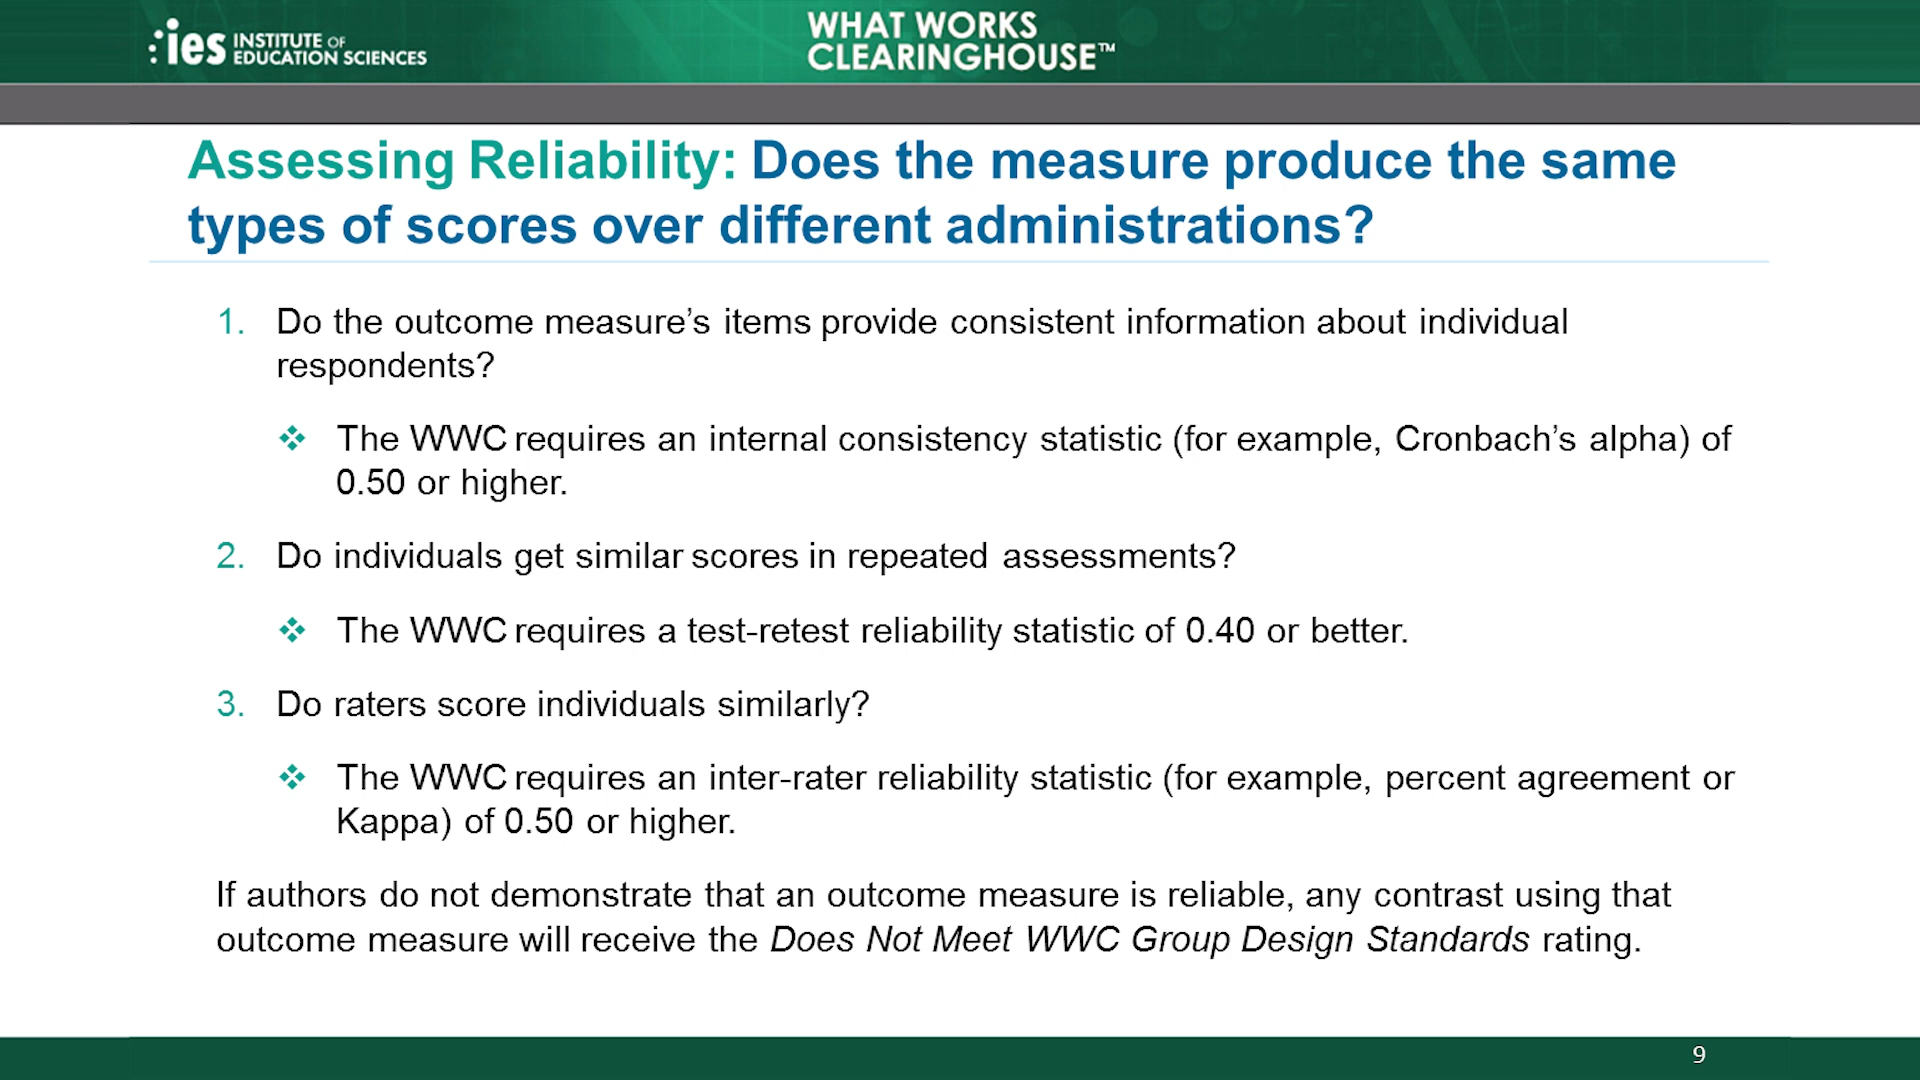 ies INSTITUTE OF
EDUCATION SCIENCES
WHAT WORKS
CLEARINGHOUSE™
Assessing Reliability: Does the measure produce the same
types of scores over different administrations?
1. Do the outcome measure’s items provide consistent information about individual
respondents?
❖ The WWC requires an internal consistency statistic (for example, Cronbach’s alpha) of
0.50 or higher.
2. Do individuals get similar scores in repeated assessments?
❖ The WWC requires a test-retest reliability statistic of 0.40 or better.
3. Do raters score individuals similarly?
❖ The WWC requires an inter-rater reliability statistic (for example, percent agreement or
Kappa) of 0.50 or higher.
If authors do not demonstrate that an outcome measure is reliable, any contrast using that
outcome measure will receive the Does Not Meet WWC Group Design Standards rating.
9